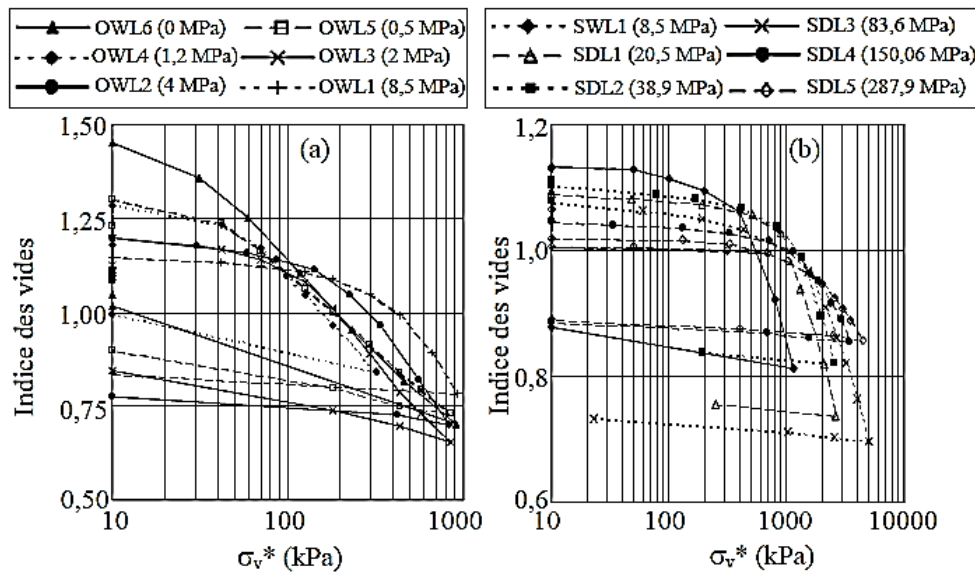 OWL6 (0 MPa) OWL5 (0,5 MPa)
OWL4 (1,2 MPa) OWL3 (2 MPa)
OWL2 (4 MPa) OWL1 (8,5 MPa)
SWL1 (8,5 MPa) SDL3 (83,6 MPa)
SDL1 (20,5 MPa) SDL4 (150,06 MPa)
SDL2 (38,9 MPa) SDL5 (287,9 MPa)
Indice des vides
1,50
1,25
1,00
0,75
0,50
(a)
10 100 1000
σv* (kPa)
Indice des vides
1,2
1,0
0,8
0,6
(b)
10 100 1000 10000
σv* (kPa)